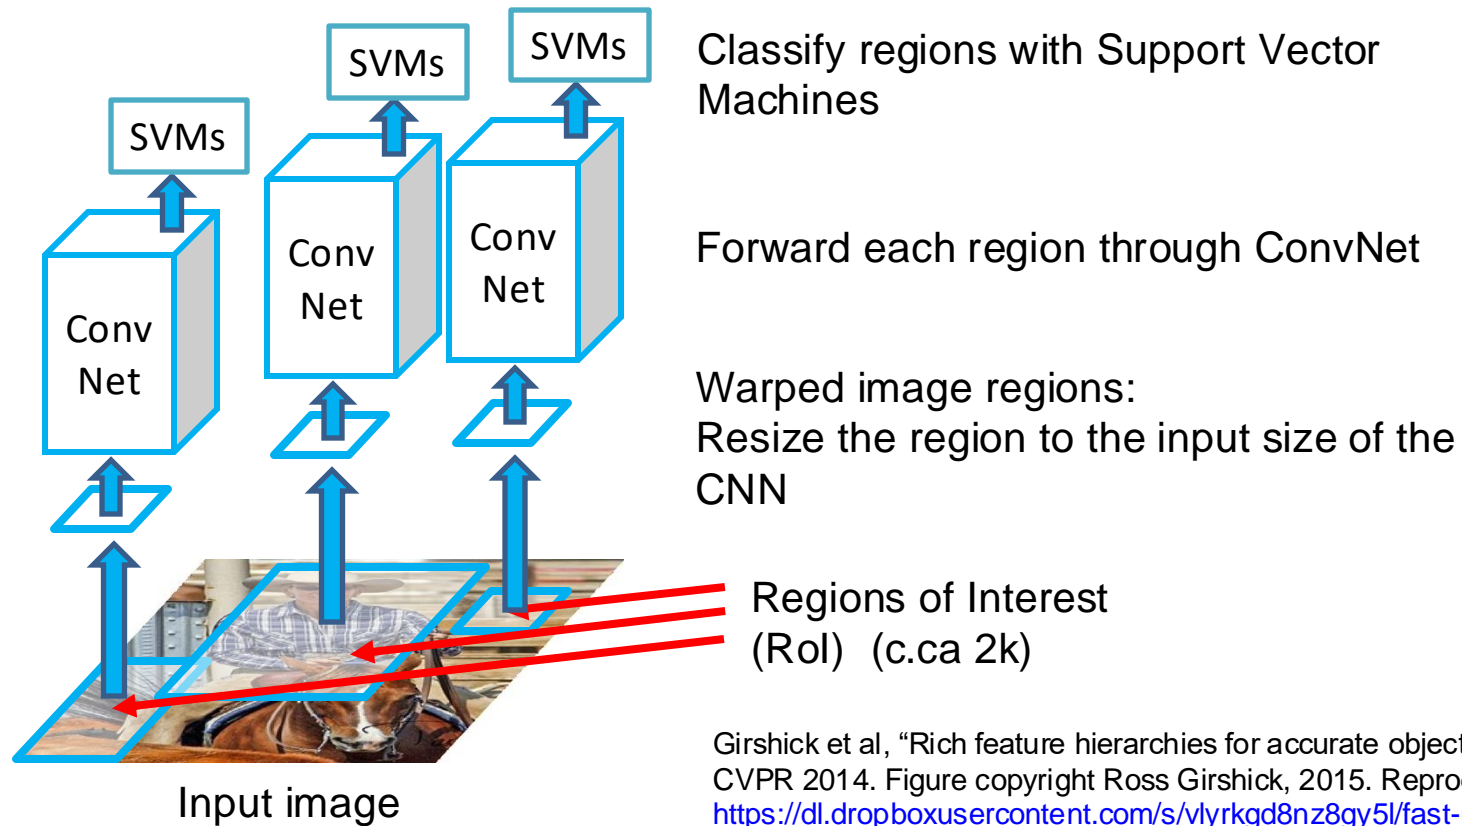 SVMs
SVMs
SVMs
Classify regions with Support Vector
Machines
Conv
Net
Conv
Net
Conv
Net
Forward each region through ConvNet
Warped image regions:
Resize the region to the input size of the
CNN
Regions of Interest
(RoI) (c.ca 2k)
Input image
Girshick et al, “Rich feature hierarchies for accurate object
CVPR 2014. Figure copyright Ross Girshick, 2015. Reproc
https://dl.dropboxusercontent.com/s/vlyrkgd8nz8gy5l/fast-